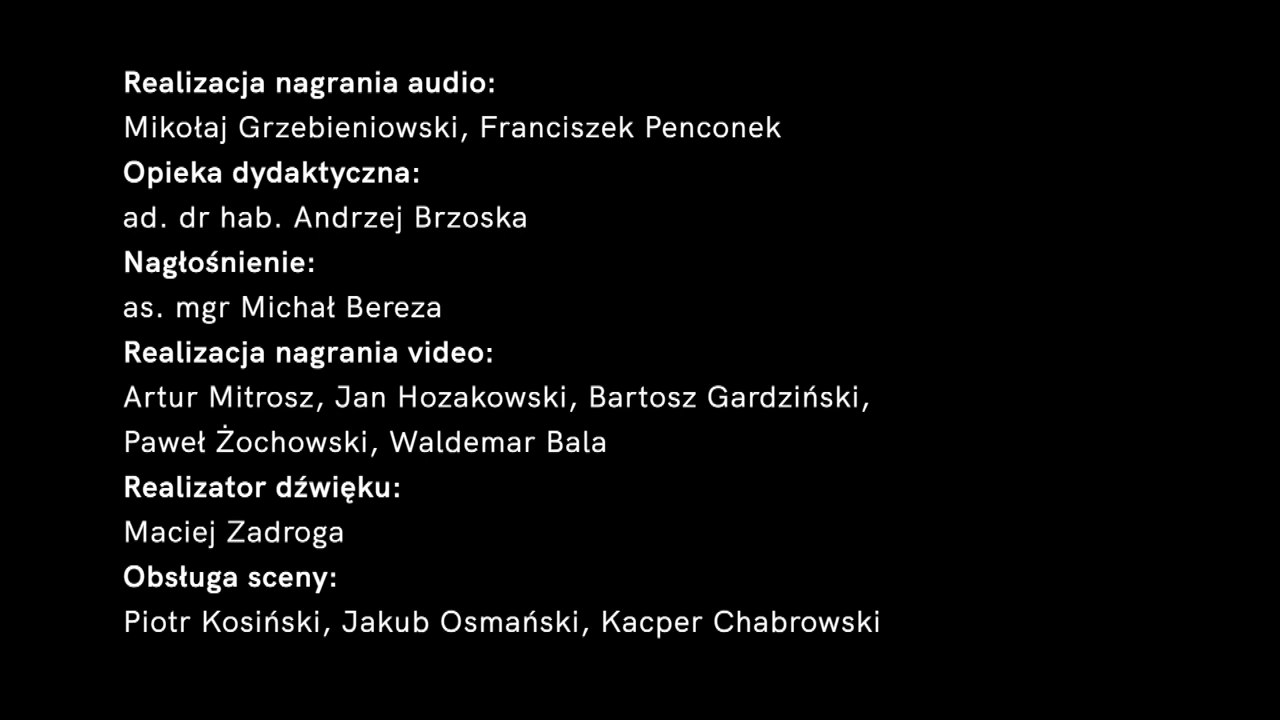 Realizacja nagrania audio:
Mikołaj Grzebieniowski, Franciszek Penconek
Opieka dydaktyczna:
ad. dr hab. Andrzej Brzoska
Nagłośnienie:
as. mgr Michał Bereza
Realizacja nagrania video:
Artur Mitrosz, Jan Hozakowski, Bartosz Gardziński,
Paweł Żochowski, Waldemar Bala
Realizator dźwięku:
Maciej Zadroga
Obsługa sceny:
Piotr Kosiński, Jakub Osmański, Kacper Chabrowski